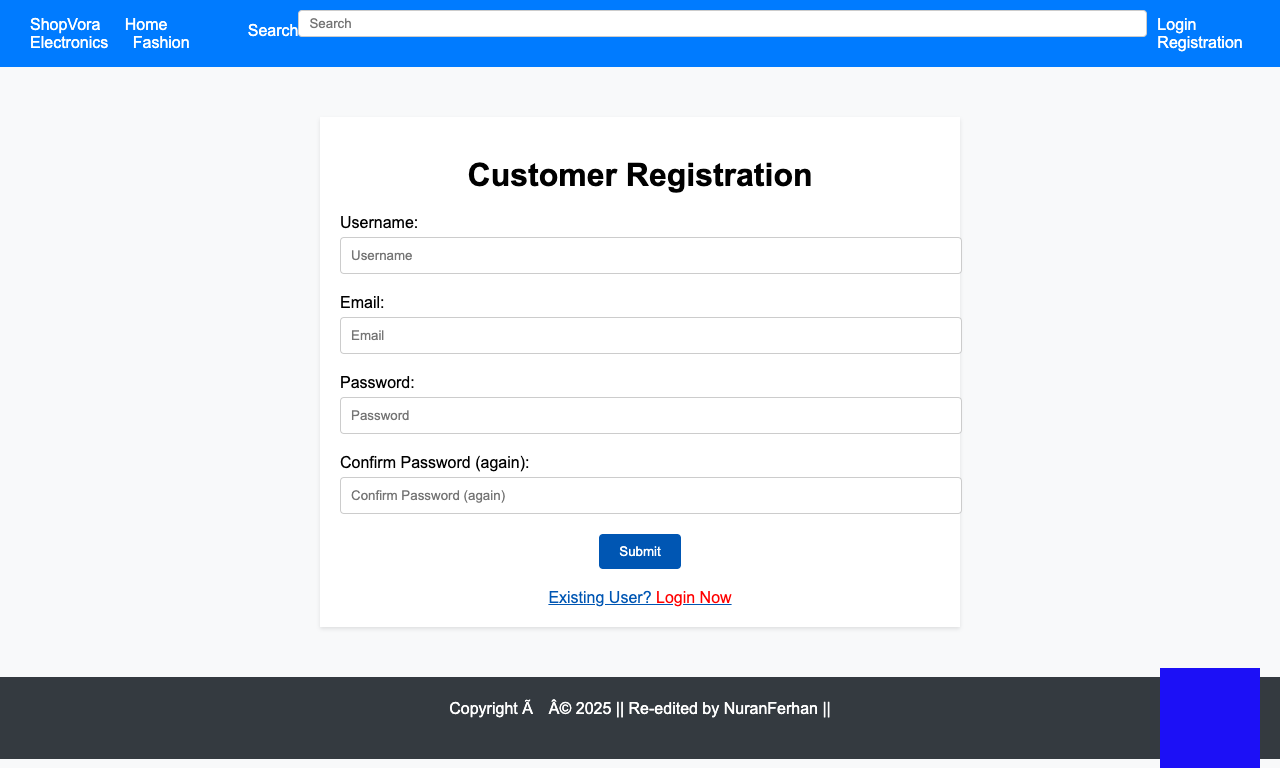 ShopVora Home
Electronics Fashion
Search
Search
Login
Registration
Customer Registration
Username:
Username
Email:
Email
Password:
Password
Confirm Password (again):
Confirm Password (again)
Submit
Existing User? Login Now
Copyright Ã Â© 2025 || Re-edited by NuranFerhan ||